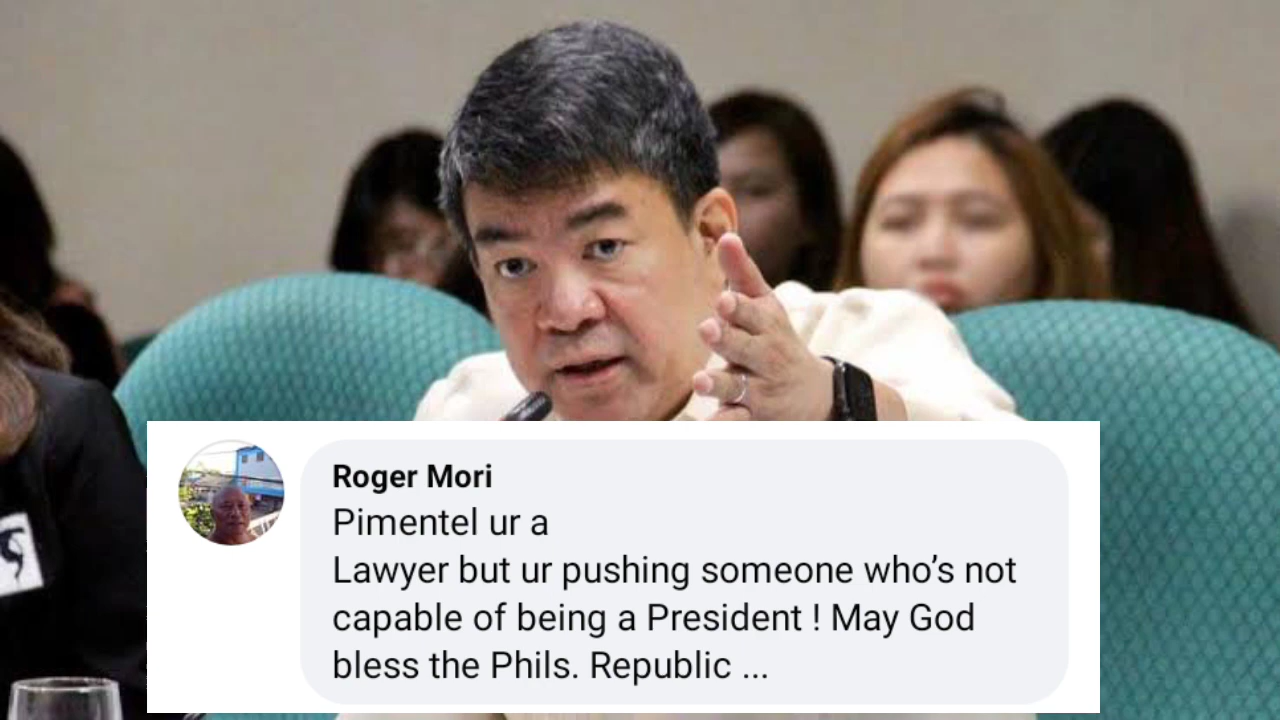 Roger Mori
Pimentel ur a
Lawyer but ur pushing someone who’s not
capable of being a President ! May God
bless the Phils. Republic ...